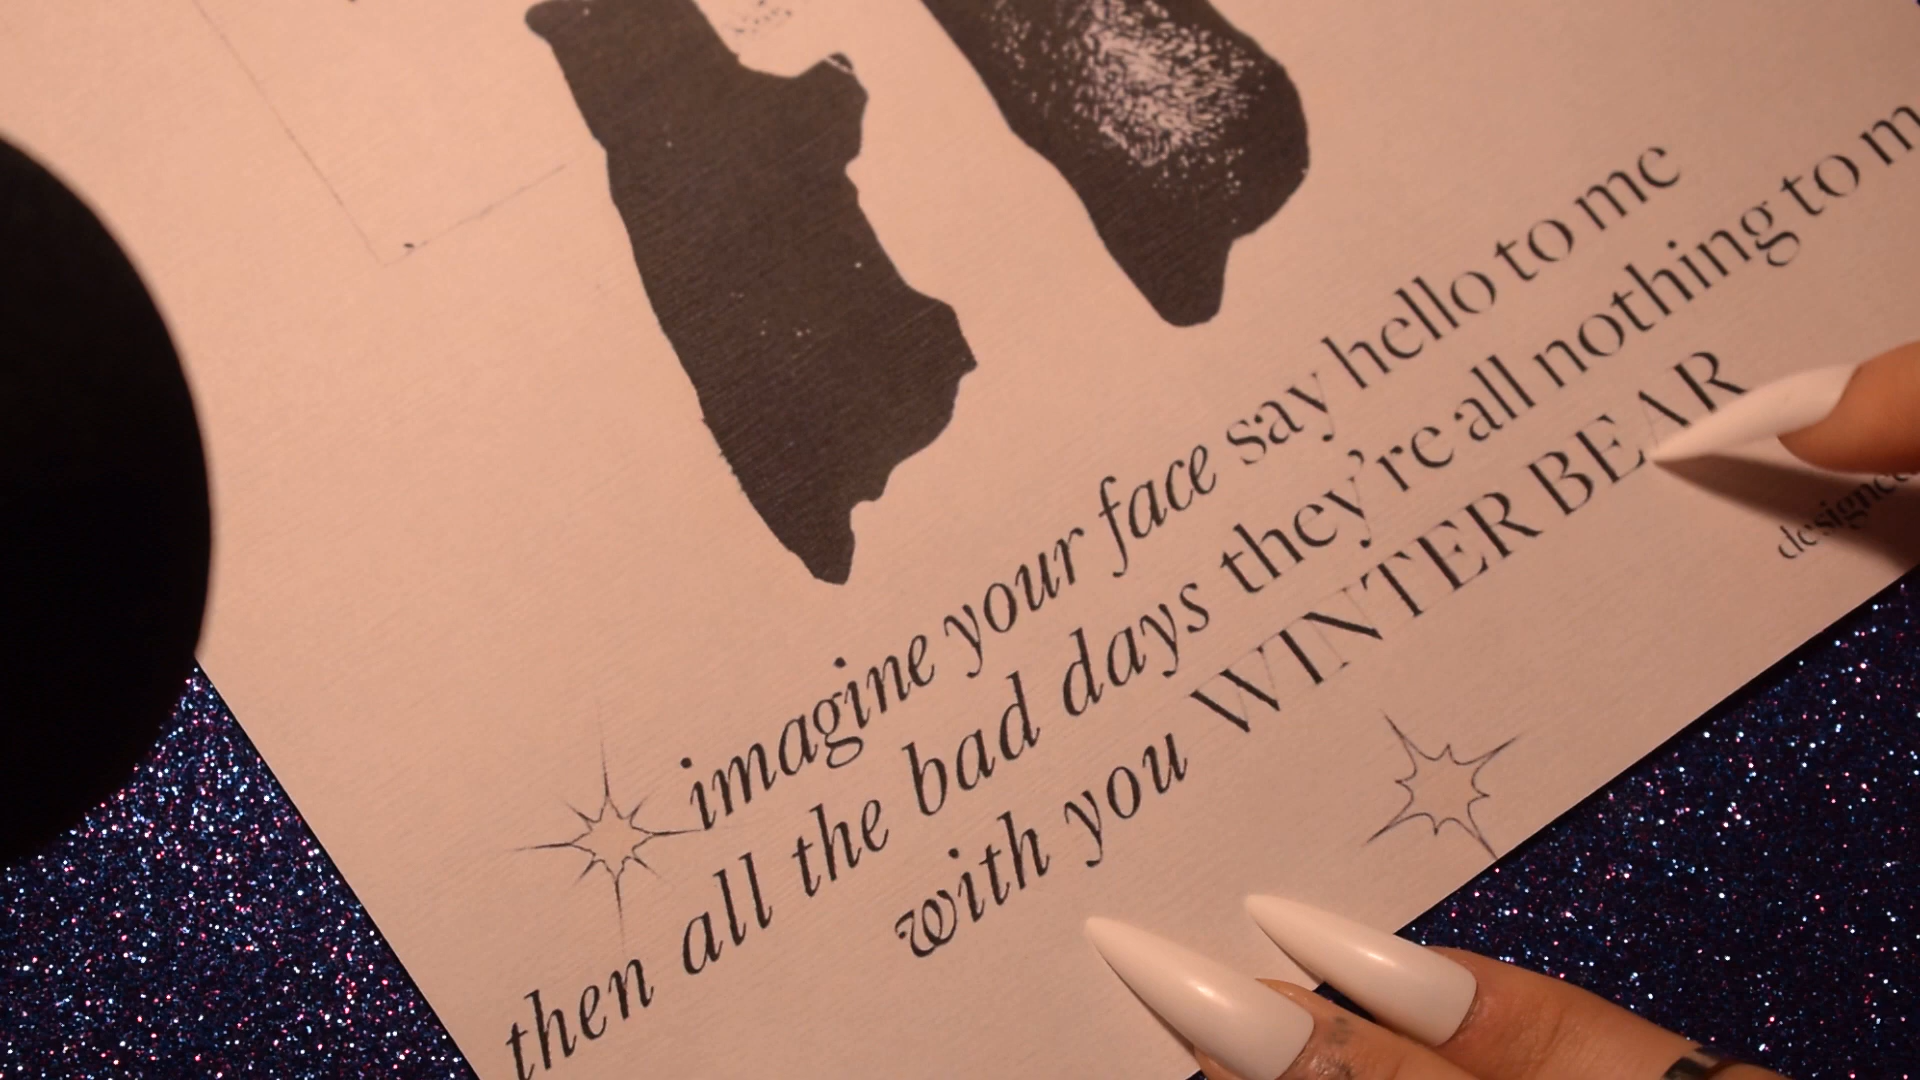 imagine your face say hello to me
then all the bad days they're all nothing to
with you WINTER BEAR